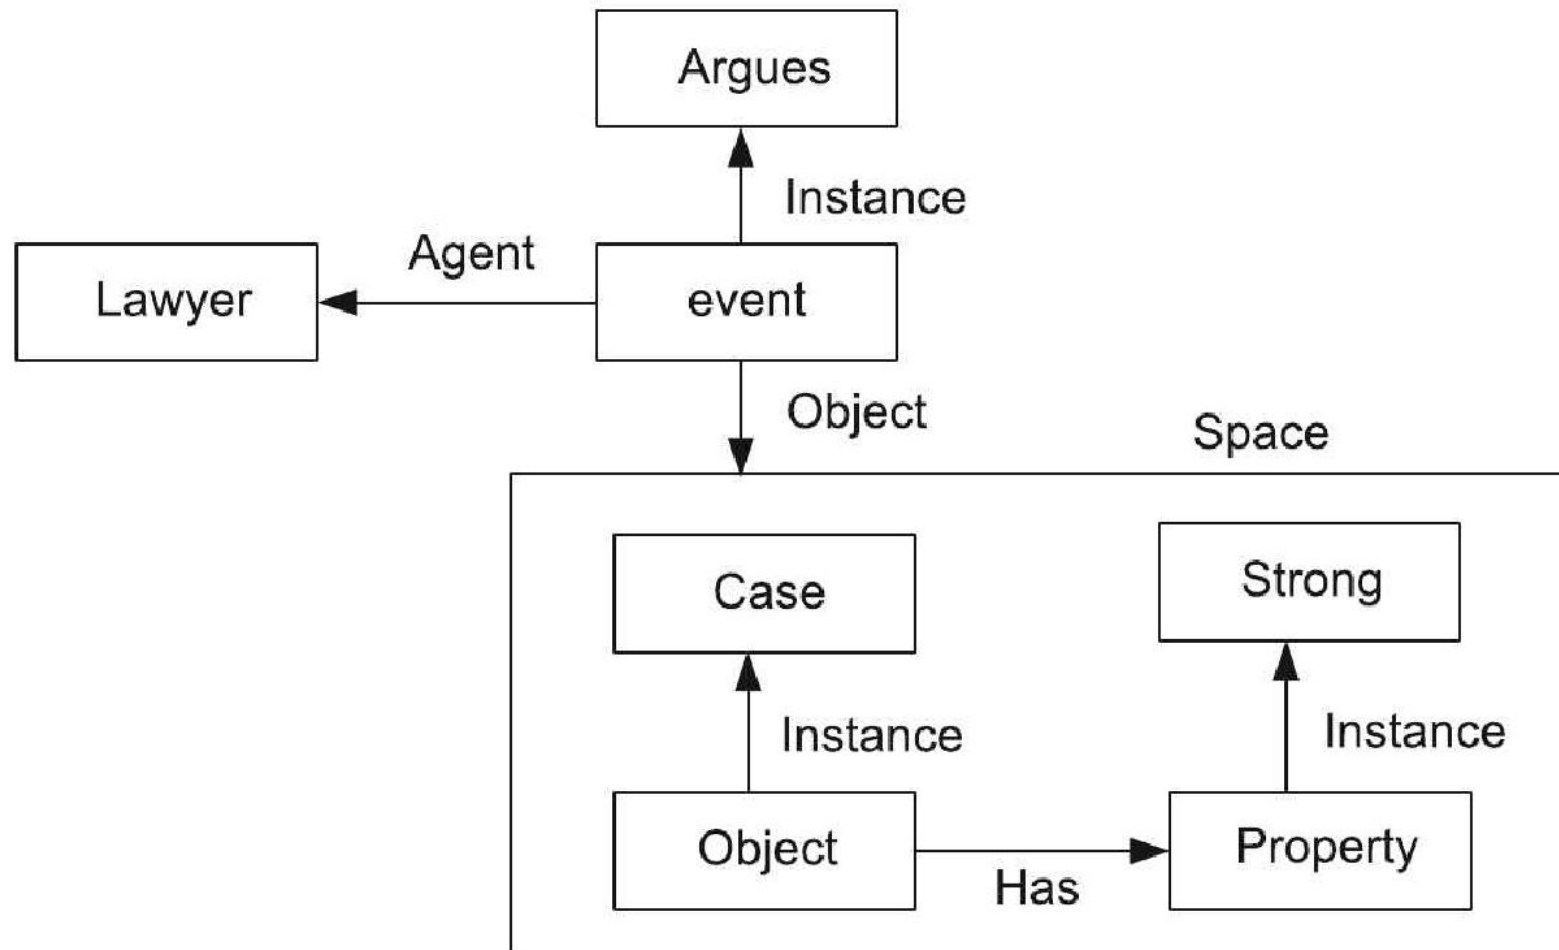 Argues
Instance
Agent
Lawyer
event
Object
Space
Case
Strong
Instance
Instance
Object
Property
Has